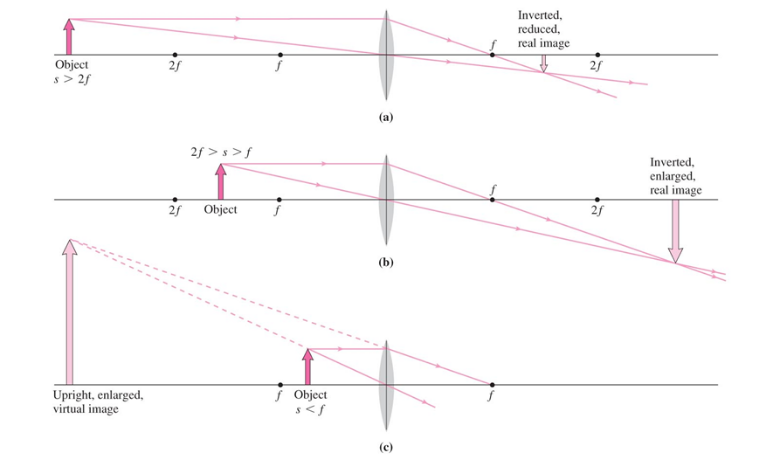 Inverted,
reduced,
real image
f
Object
s > 2f
2f
f
2f
(a)
2f > s > f
Inverted,
enlarged,
real image
f
2f
Object
f
2f
(b)
Upright, enlarged,
virtual image
f
Object
s < f
f
(c)